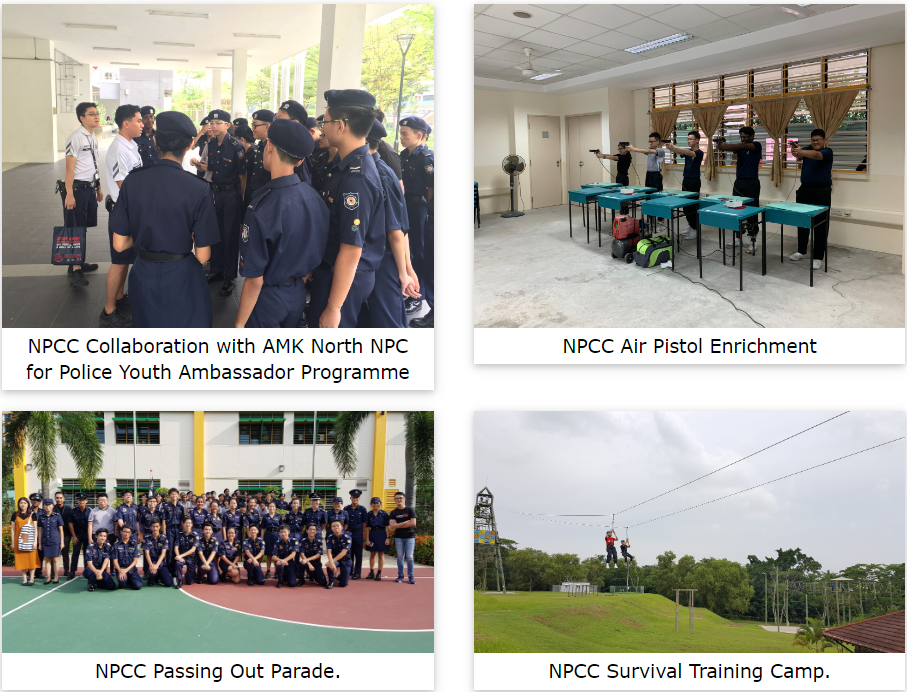 NPCC Collaboration with AMK North NPC
for Police Youth Ambassador Programme
NPCC Air Pistol Enrichment
NPCC Passing Out Parade.
NPCC Survival Training Camp.